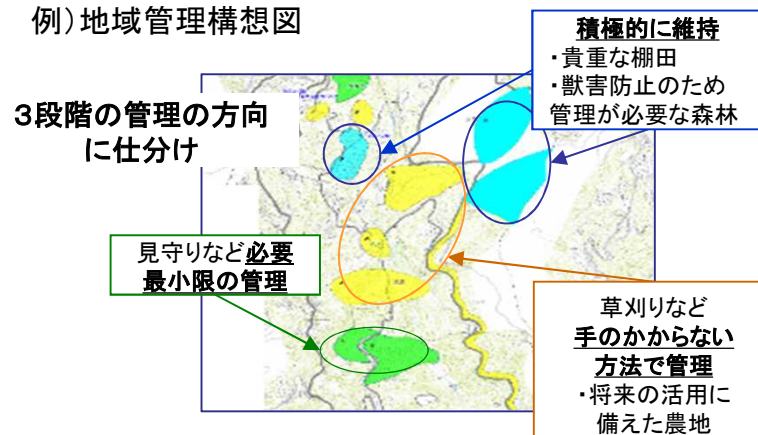 例）地域管理構想図
積極的に維持
・貴重な棚田
・獣害防止のため
管理が必要な森林
３段階の管理の方向
に仕分け
見守りなど必要
最小限の管理
草刈りなど
手のかからない
方法で管理
・将来の活用に
備えた農地